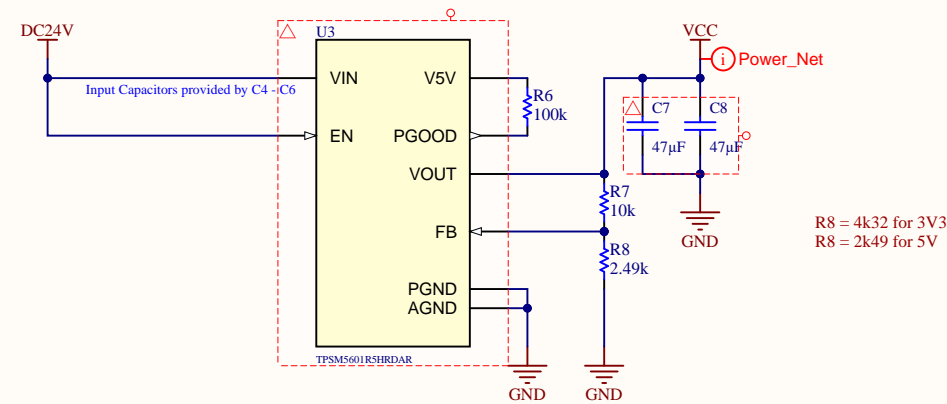 DC24V
U3
VCC
i
Power_Net
VIN
V5V
Input Capacitors provided by C4 - C6
R6
100k
C7
C8
EN
PGOOD
47µF
47µF
VOUT
R7
10k
R8 = 4k32 for 3V3
R8 = 2k49 for 5V
FB
GND
R8
2.49k
PGND
AGND
TPSM5601R5HRDAR
GND
GND